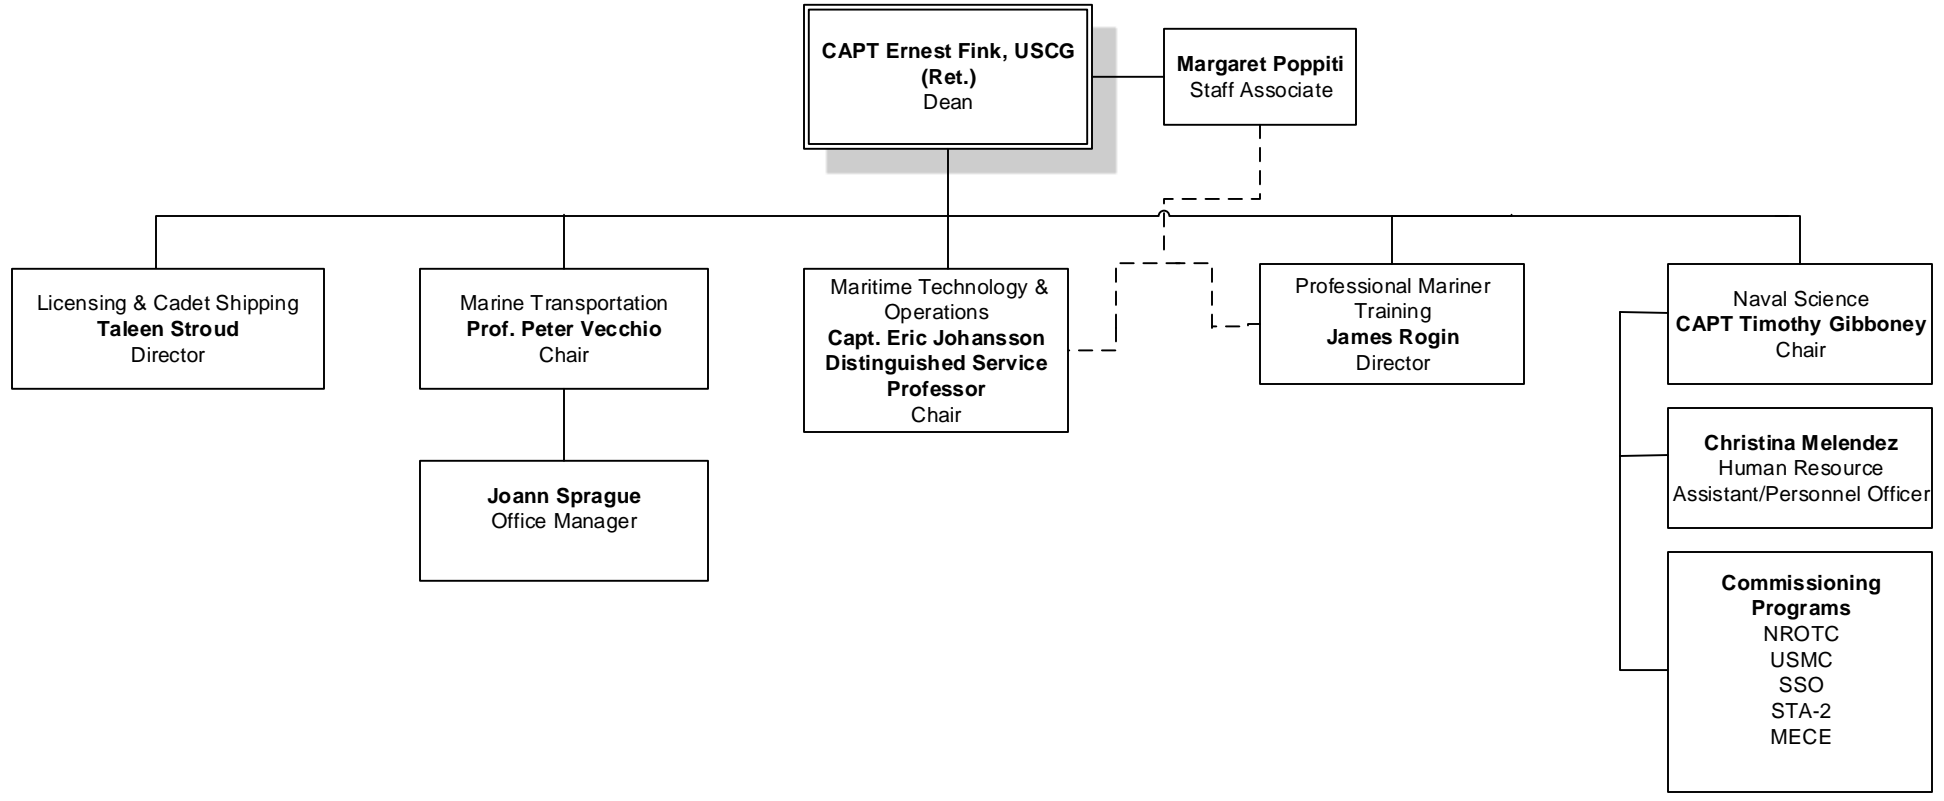 CAPT Ernest Fink, USCG
(Ret.)
Dean
Margaret Poppiti
Staff Associate
Licensing & Cadet Shipping
Taleen Stroud
Director
Marine Transportation
Prof. Peter Vecchio
Chair
Joann Sprague
Office Manager
Maritime Technology &
Operations
Capt. Eric Johansson
Distinguished Service
Professor
Chair
Professional Mariner
Training
James Rogin
Director
Naval Science
CAPT Timothy Gibboney
Chair
Christina Melendez
Human Resource
Assistant/Personnel Officer
Commissioning
Programs
NROTC
USMC
SSO
STA-2
MECE